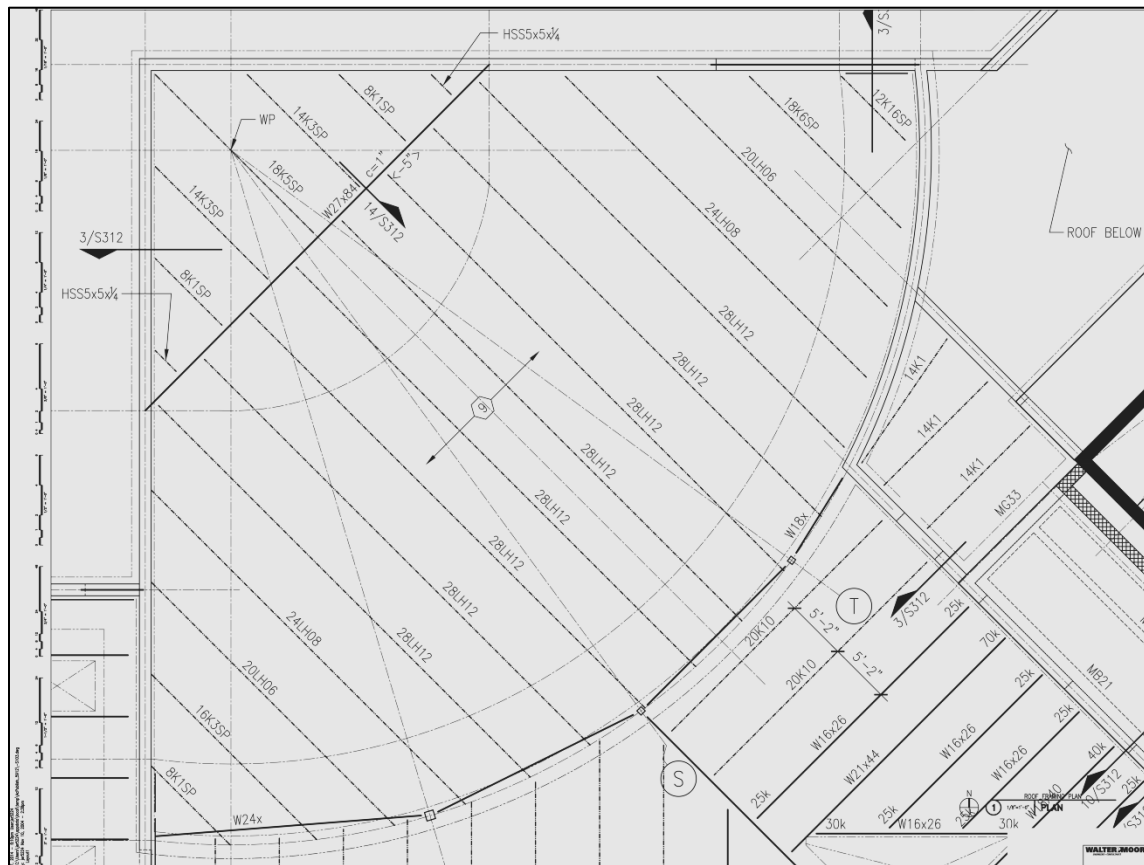 HSS5x5x¼
WP
8K1SP
14K3SP
18K5SP
14K3SP
8K1SP
HSS5x5x¼
3/S312
W27x84
c=1"
<-5">
14/S312
18K6SP
12K16SP
20LH06
24LH08
28LH12
28LH12
28LH12
28LH12
28LH12
28LH12
28LH12
24LH08
20LH06
16K3SP
8K1SP
W24x
W18x
ROOF BELOW
14K1
14K1
14K1
MG33
MB21
T
S
3/S312
20K10
20K10
5'-2"
5'-2"
25k
70k
25k
25k
40k
25k
W16x26
W21x44
W16x26
W16x26
25k
25k
30k
W16x26
30k
10/S312
N
1
ROOF FRAMING PLAN
PLAN
WALTER P MOORE